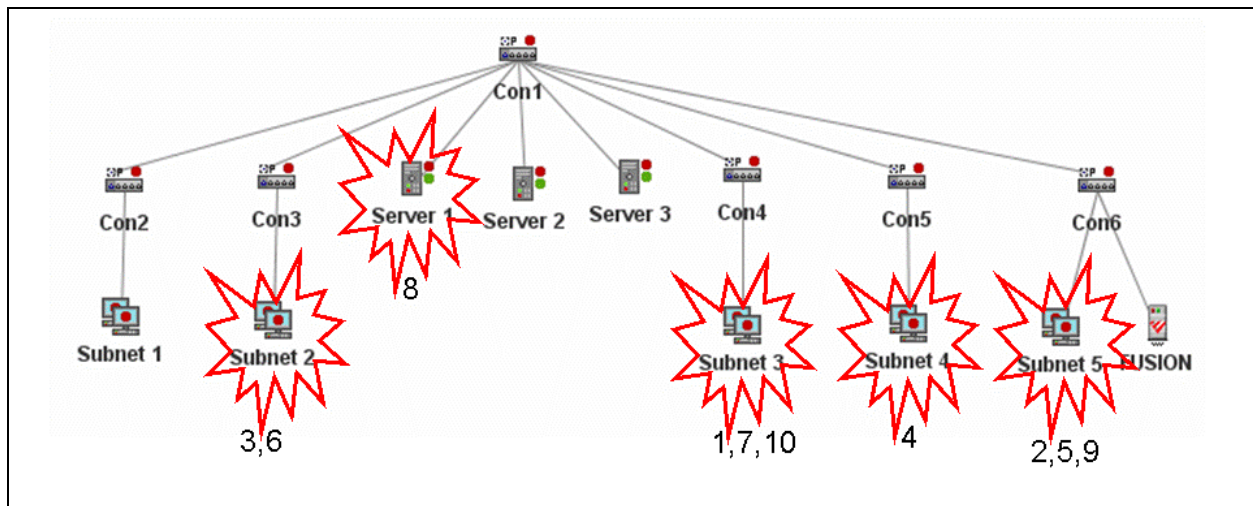 P
Con1
P
P
P
P
P
Con2
Con3
Server 1
Server 2
Server 3
Con4
Con5
Con6
8
Subnet 1
Subnet 2
Subnet 3
Subnet 4
Subnet 5
FUSION
3,6
1,7,10
4
2,5,9